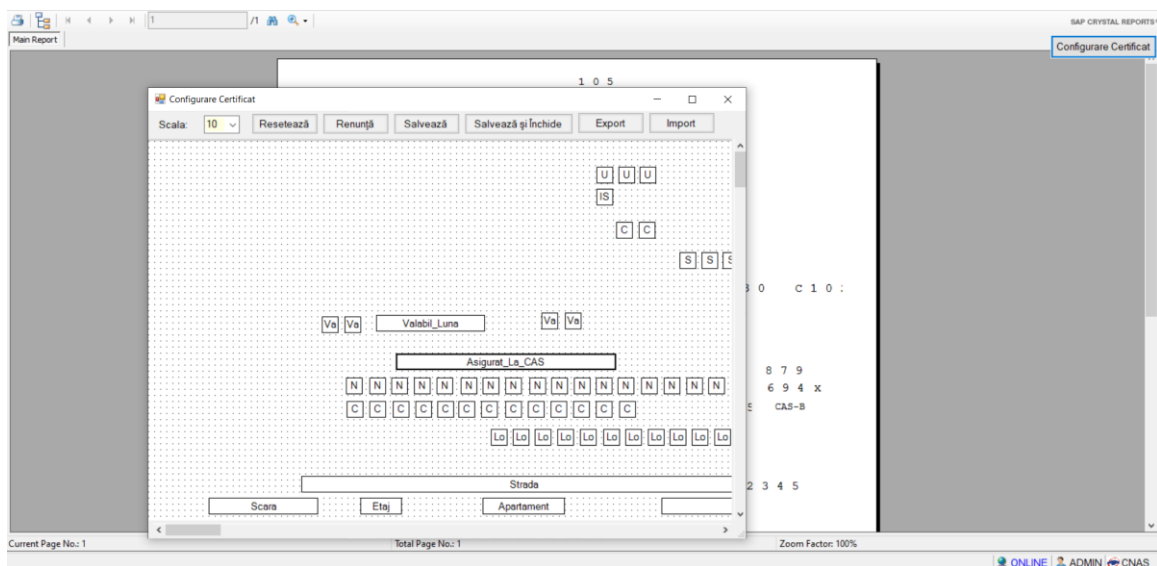 1 /1 SAP CRYSTAL REPORTS
Main Report
Configurare Certificat
1 0 5
Configurare Certificat
Scala: 10 Resetează Renunță Salvează Salvează și Închide Export Import
U U U
IS
C C
S S S
3 0 C 1 0 :
Va Va Valabil_Luna Va Va
Asigurat_La_CAS
8 7 9
N N N N N N N N N N N N N N N N N
6 9 4 x
C C C C C C C C C C C C C
CAS-B
Lo Lo Lo Lo Lo Lo Lo Lo Lo Lo Lo
Strada
2 3 4 5
Scara Etaj Apartament
Current Page No.: 1 Total Page No.: 1 Zoom Factor: 100%
ONLINE ADMIN CNAS